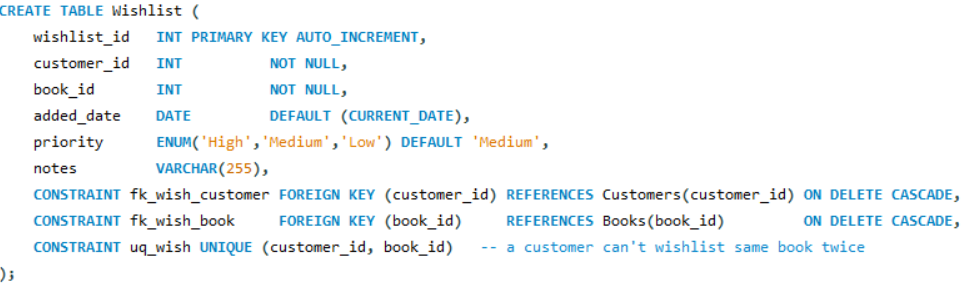 CREATE TABLE Wishlist (
    wishlist_id   INT PRIMARY KEY AUTO_INCREMENT,
    customer_id   INT           NOT NULL,
    book_id       INT           NOT NULL,
    added_date    DATE          DEFAULT (CURRENT_DATE),
    priority      ENUM('High','Medium','Low') DEFAULT 'Medium',
    notes         VARCHAR(255),
    CONSTRAINT fk_wish_customer FOREIGN KEY (customer_id) REFERENCES Customers(customer_id) ON DELETE CASCADE,
    CONSTRAINT fk_wish_book     FOREIGN KEY (book_id)     REFERENCES Books(book_id)         ON DELETE CASCADE,
    CONSTRAINT uq_wish UNIQUE (customer_id, book_id)   -- a customer can't wishlist same book twice
);